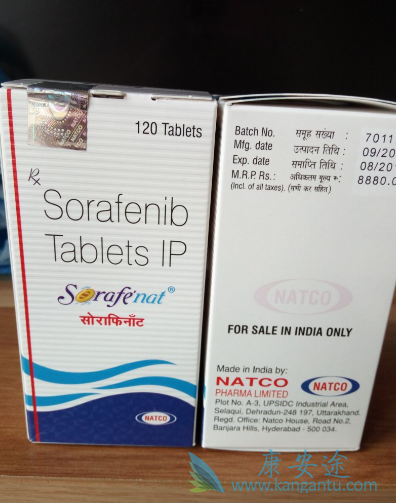 120 Tablets
Rx
Sorafenib
Tablets IP
Sorafenat®
सोराफिनॅट
NATCO
Batch No. समूह संख्या : 7011
Mfg. date उत्पादन तिथि : 09/20
Exp. date समाप्ति तिथि : 08/20
M.R.P. Rs.: अधिकतम मूल्य रु: 8880.0
(Incl. of all taxes). (सभी कर सहित)
NATCO
FOR SALE IN INDIA ONLY
Made in India by:
NATCO
PHARMA LIMITED
NATCO
Plot No. A-3, UPSIDC Industrial Area,
Selaqui, Dehradun-248 197, Uttarakhand.
Regd. Office: Natco House, Road No.2,
Banjara Hills, Hyderabad - 500 034.
康安途
www.kangantu.com